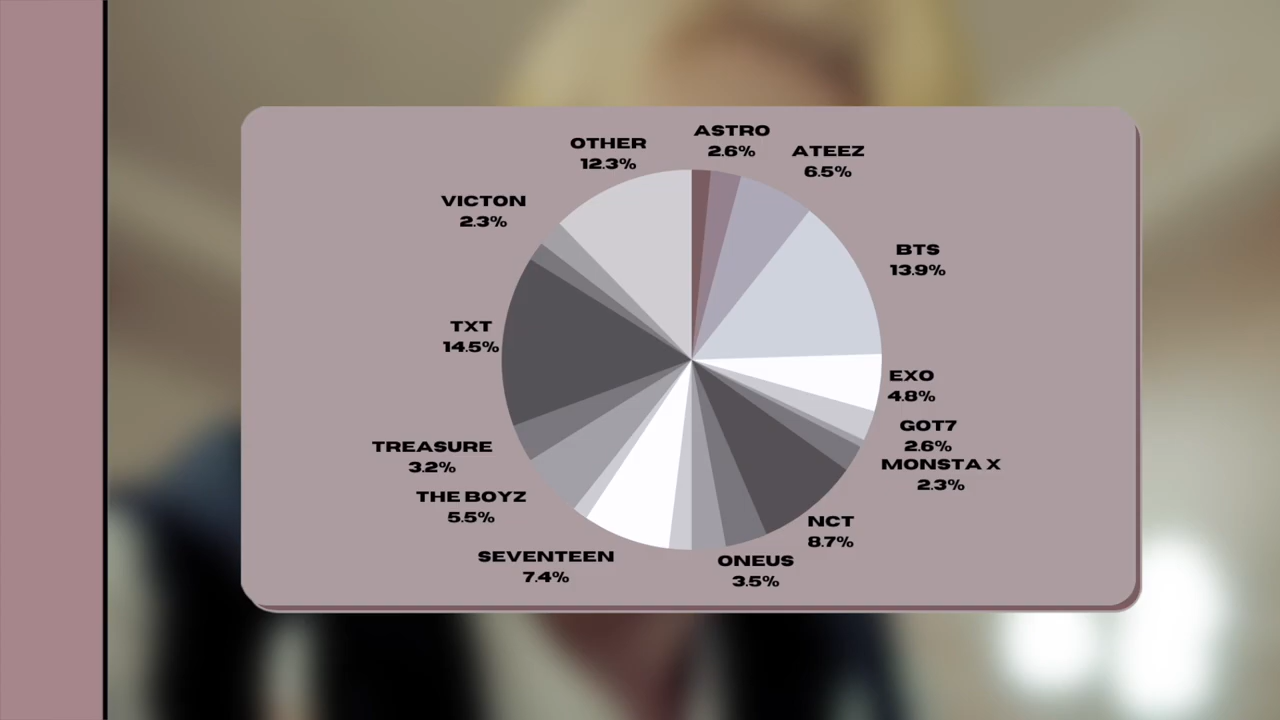 ASTRO
2.6%
ATEEZ
6.5%
BTS
13.9%
EXO
4.8%
GOT7
2.6%
MONSTA X
2.3%
NCT
8.7%
ONEUS
3.5%
SEVENTEEN
7.4%
THE BOYZ
5.5%
TREASURE
3.2%
TXT
14.5%
VICTON
2.3%
OTHER
12.3%